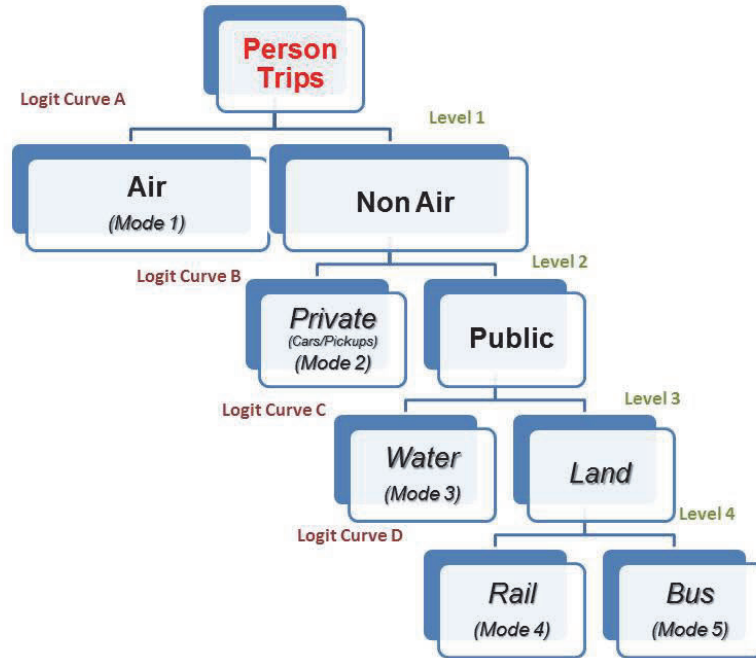 Person
Trips
Logit Curve A
Level 1
Air
(Mode 1)
Non Air
Logit Curve B
Level 2
Private
(Cars/Pickups)
(Mode 2)
Public
Logit Curve C
Level 3
Water
(Mode 3)
Land
Logit Curve D
Level 4
Rail
(Mode 4)
Bus
(Mode 5)